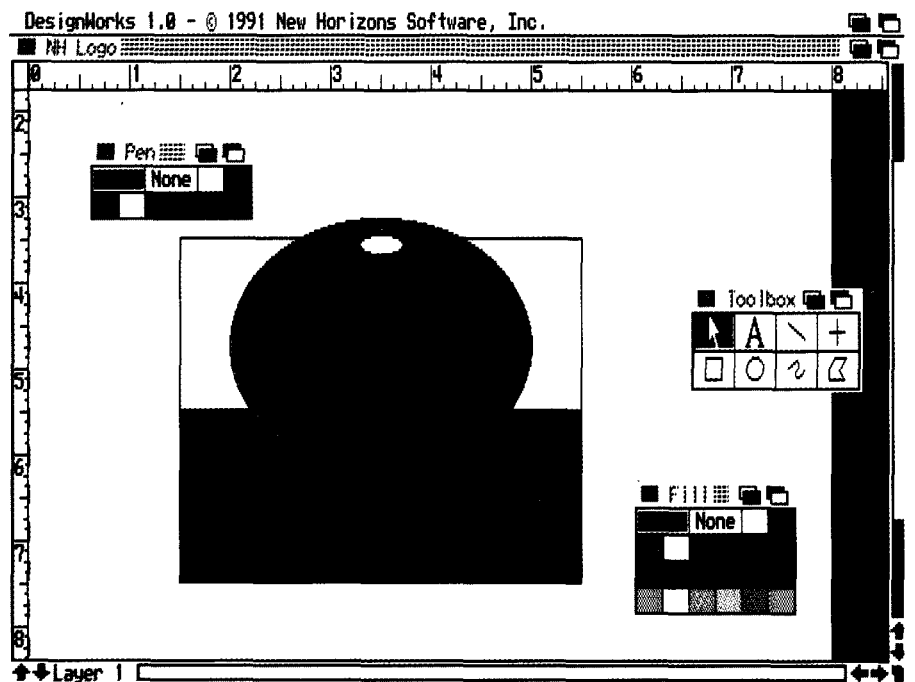 DesignWorks 1.0 - © 1991 New Horizons Software, Inc.
NH Logo
0 1 2 3 4 5 6 7 8
2
Pen
None
3
4
Toolbox
A
5
6
Fill
None
7
8
Layer 1